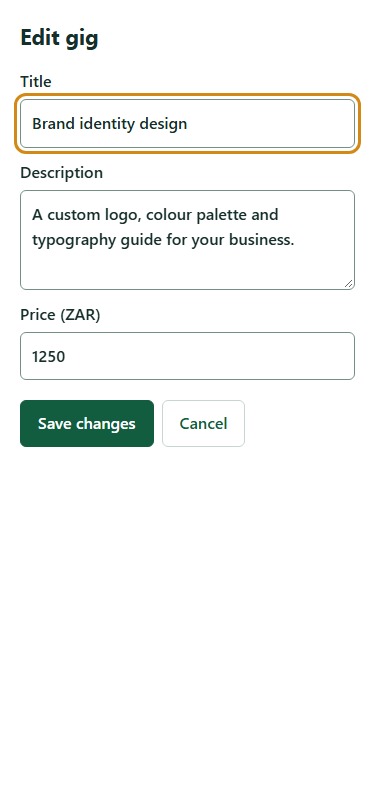 Edit gig
Title
Brand identity design
Description
A custom logo, colour palette and
typography guide for your business.
Price (ZAR)
1250
Save changes
Cancel